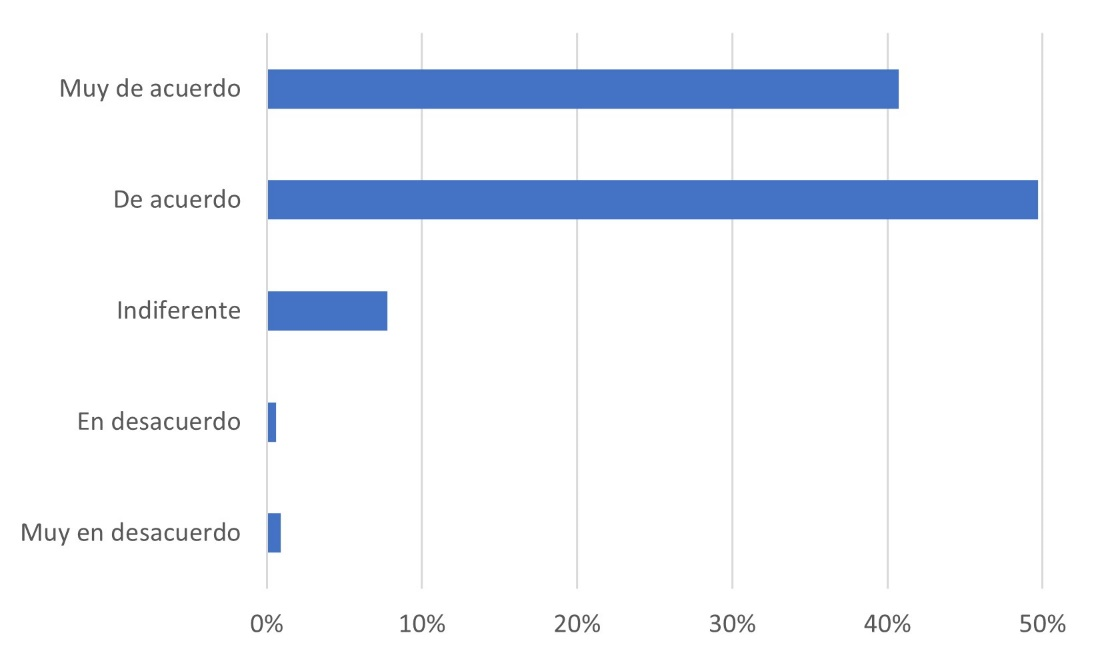 Muy de acuerdo
De acuerdo
Indiferente
En desacuerdo
Muy en desacuerdo
0% 10% 20% 30% 40% 50%